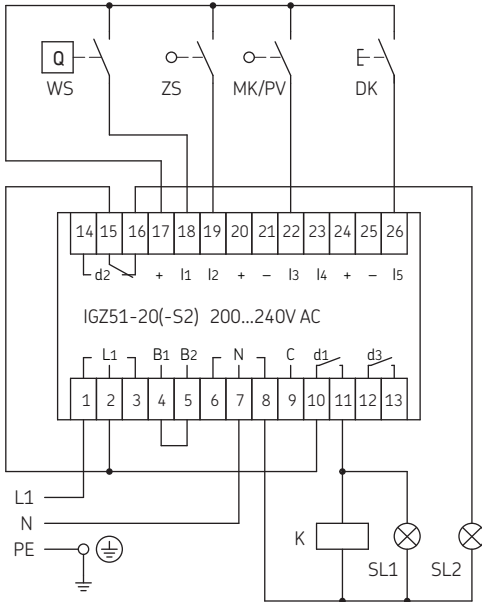 Q
WS ZS MK/PV DK
14 15 16 17 18 19 20 21 22 23 24 25 26
d2 + I1 I2 + – I3 I4 + – I5
IGZ51-20(-S2) 200...240V AC
L1 B1 B2 N C d1 d3
1 2 3 4 5 6 7 8 9 10 11 12 13
L1
N
PE
K SL1 SL2